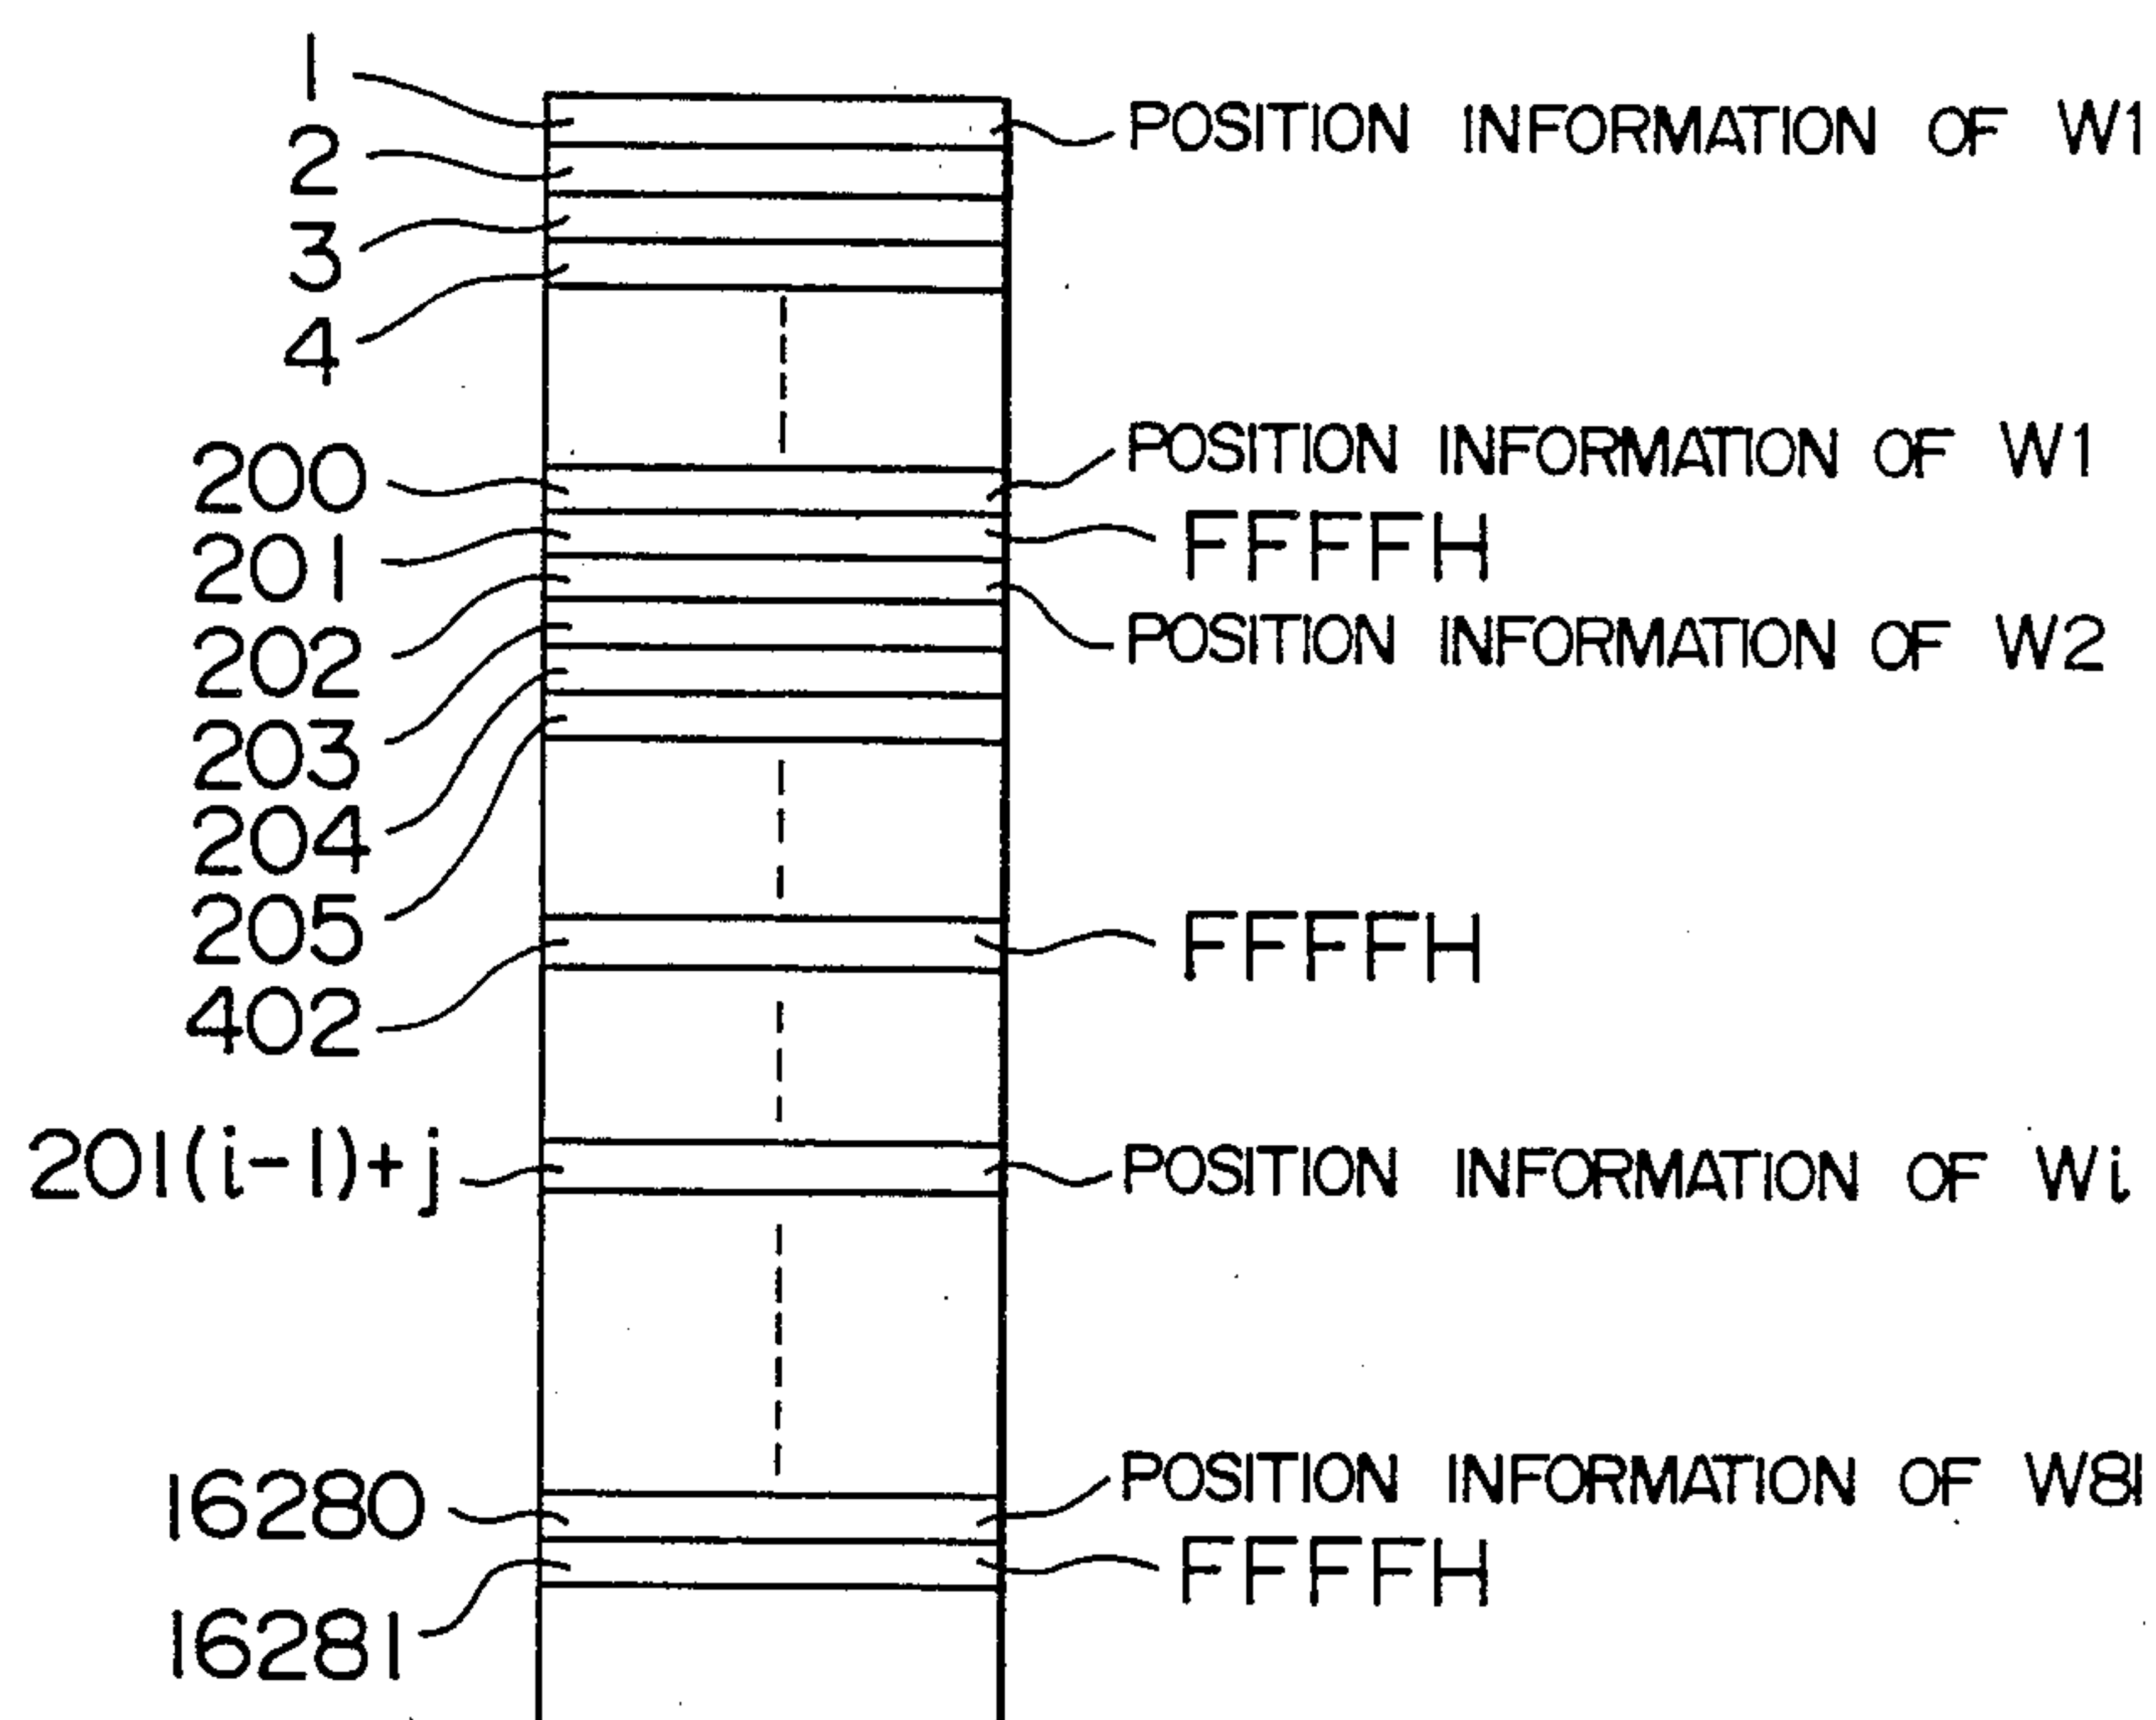 1 POSITION INFORMATION OF W1
2
3
4
200 POSITION INFORMATION OF W1
201 FFFFH
202 POSITION INFORMATION OF W2
203
204
205
402 FFFFH
201(i-1)+j POSITION INFORMATION OF Wi
16280 POSITION INFORMATION OF W81
16281 FFFFH